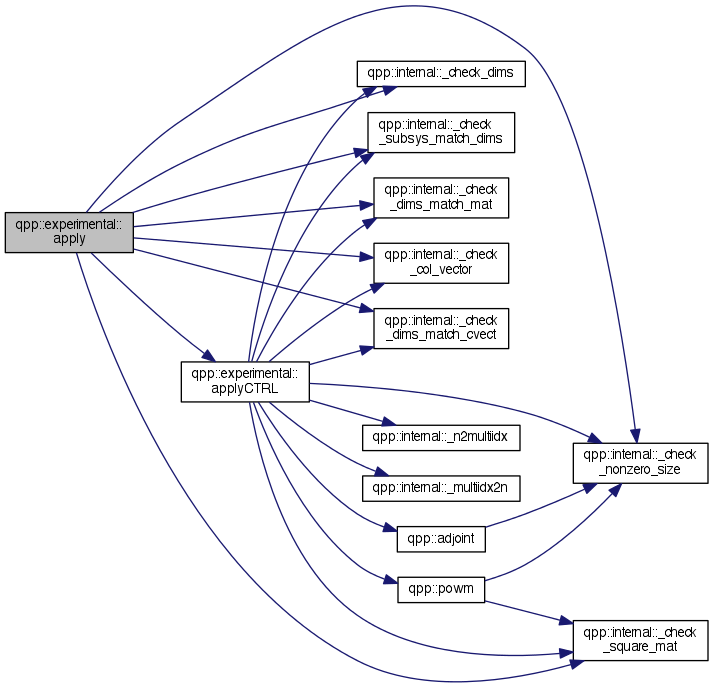 qpp::internal::_check_dims
qpp::internal::_check
_subsys_match_dims
qpp::internal::_check
_dims_match_mat
qpp::experimental::
apply
qpp::internal::_check
_col_vector
qpp::internal::_check
_dims_match_cvect
qpp::experimental::
applyCTRL
qpp::internal::_n2multiidx
qpp::internal::_check
_nonzero_size
qpp::internal::_multiidx2n
qpp::adjoint
qpp::powm
qpp::internal::_check
_square_mat